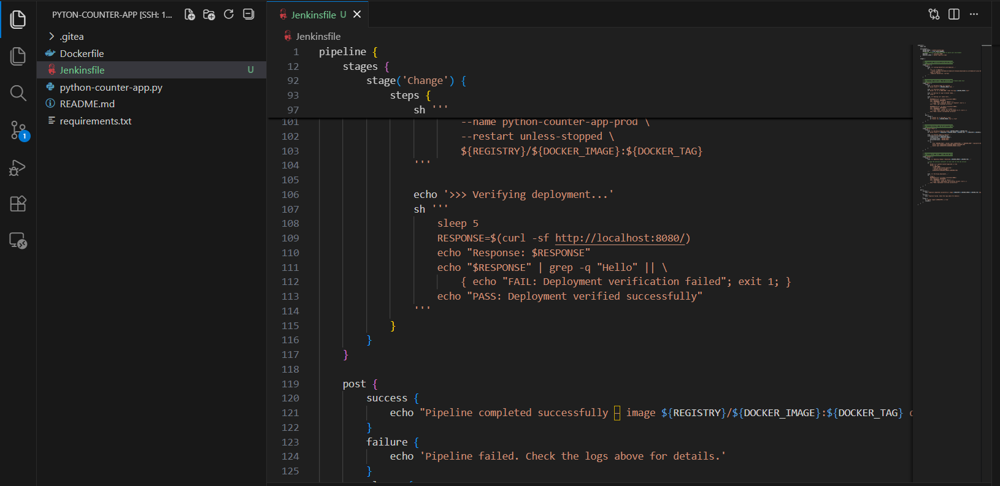 PYTON-COUNTER-APP [SSH: 1...
.gitea
Dockerfile
Jenkinsfile U
python-counter-app.py
README.md
requirements.txt
1
Jenkinsfile U
Jenkinsfile
1 pipeline {
12 stages {
92 stage('Change') {
93 steps {
97 sh '''
101 --name python-counter-app-prod \
102 --restart unless-stopped \
103 ${REGISTRY}/${DOCKER_IMAGE}:${DOCKER_TAG}
104 '''
105
106 echo '>>> Verifying deployment...'
107 sh '''
108 sleep 5
109 RESPONSE=$(curl -sf http://localhost:8080/)
110 echo "Response: $RESPONSE"
111 echo "$RESPONSE" | grep -q "Hello" || \
112 { echo "FAIL: Deployment verification failed"; exit 1; }
113 echo "PASS: Deployment verified successfully"
114 '''
115 }
116 }
117 }
118
119 post {
120 success {
121 echo "Pipeline completed successfully – image ${REGISTRY}/${DOCKER_IMAGE}:${DOCKER_TAG}
122 }
123 failure {
124 echo 'Pipeline failed. Check the logs above for details.'
125 }